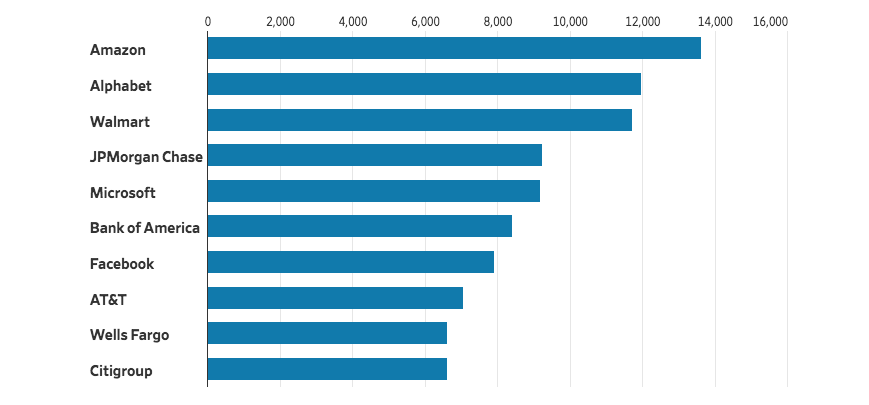 0 2,000 4,000 6,000 8,000 10,000 12,000 14,000 16,000
Amazon
Alphabet
Walmart
JPMorgan Chase
Microsoft
Bank of America
Facebook
AT&T
Wells Fargo
Citigroup